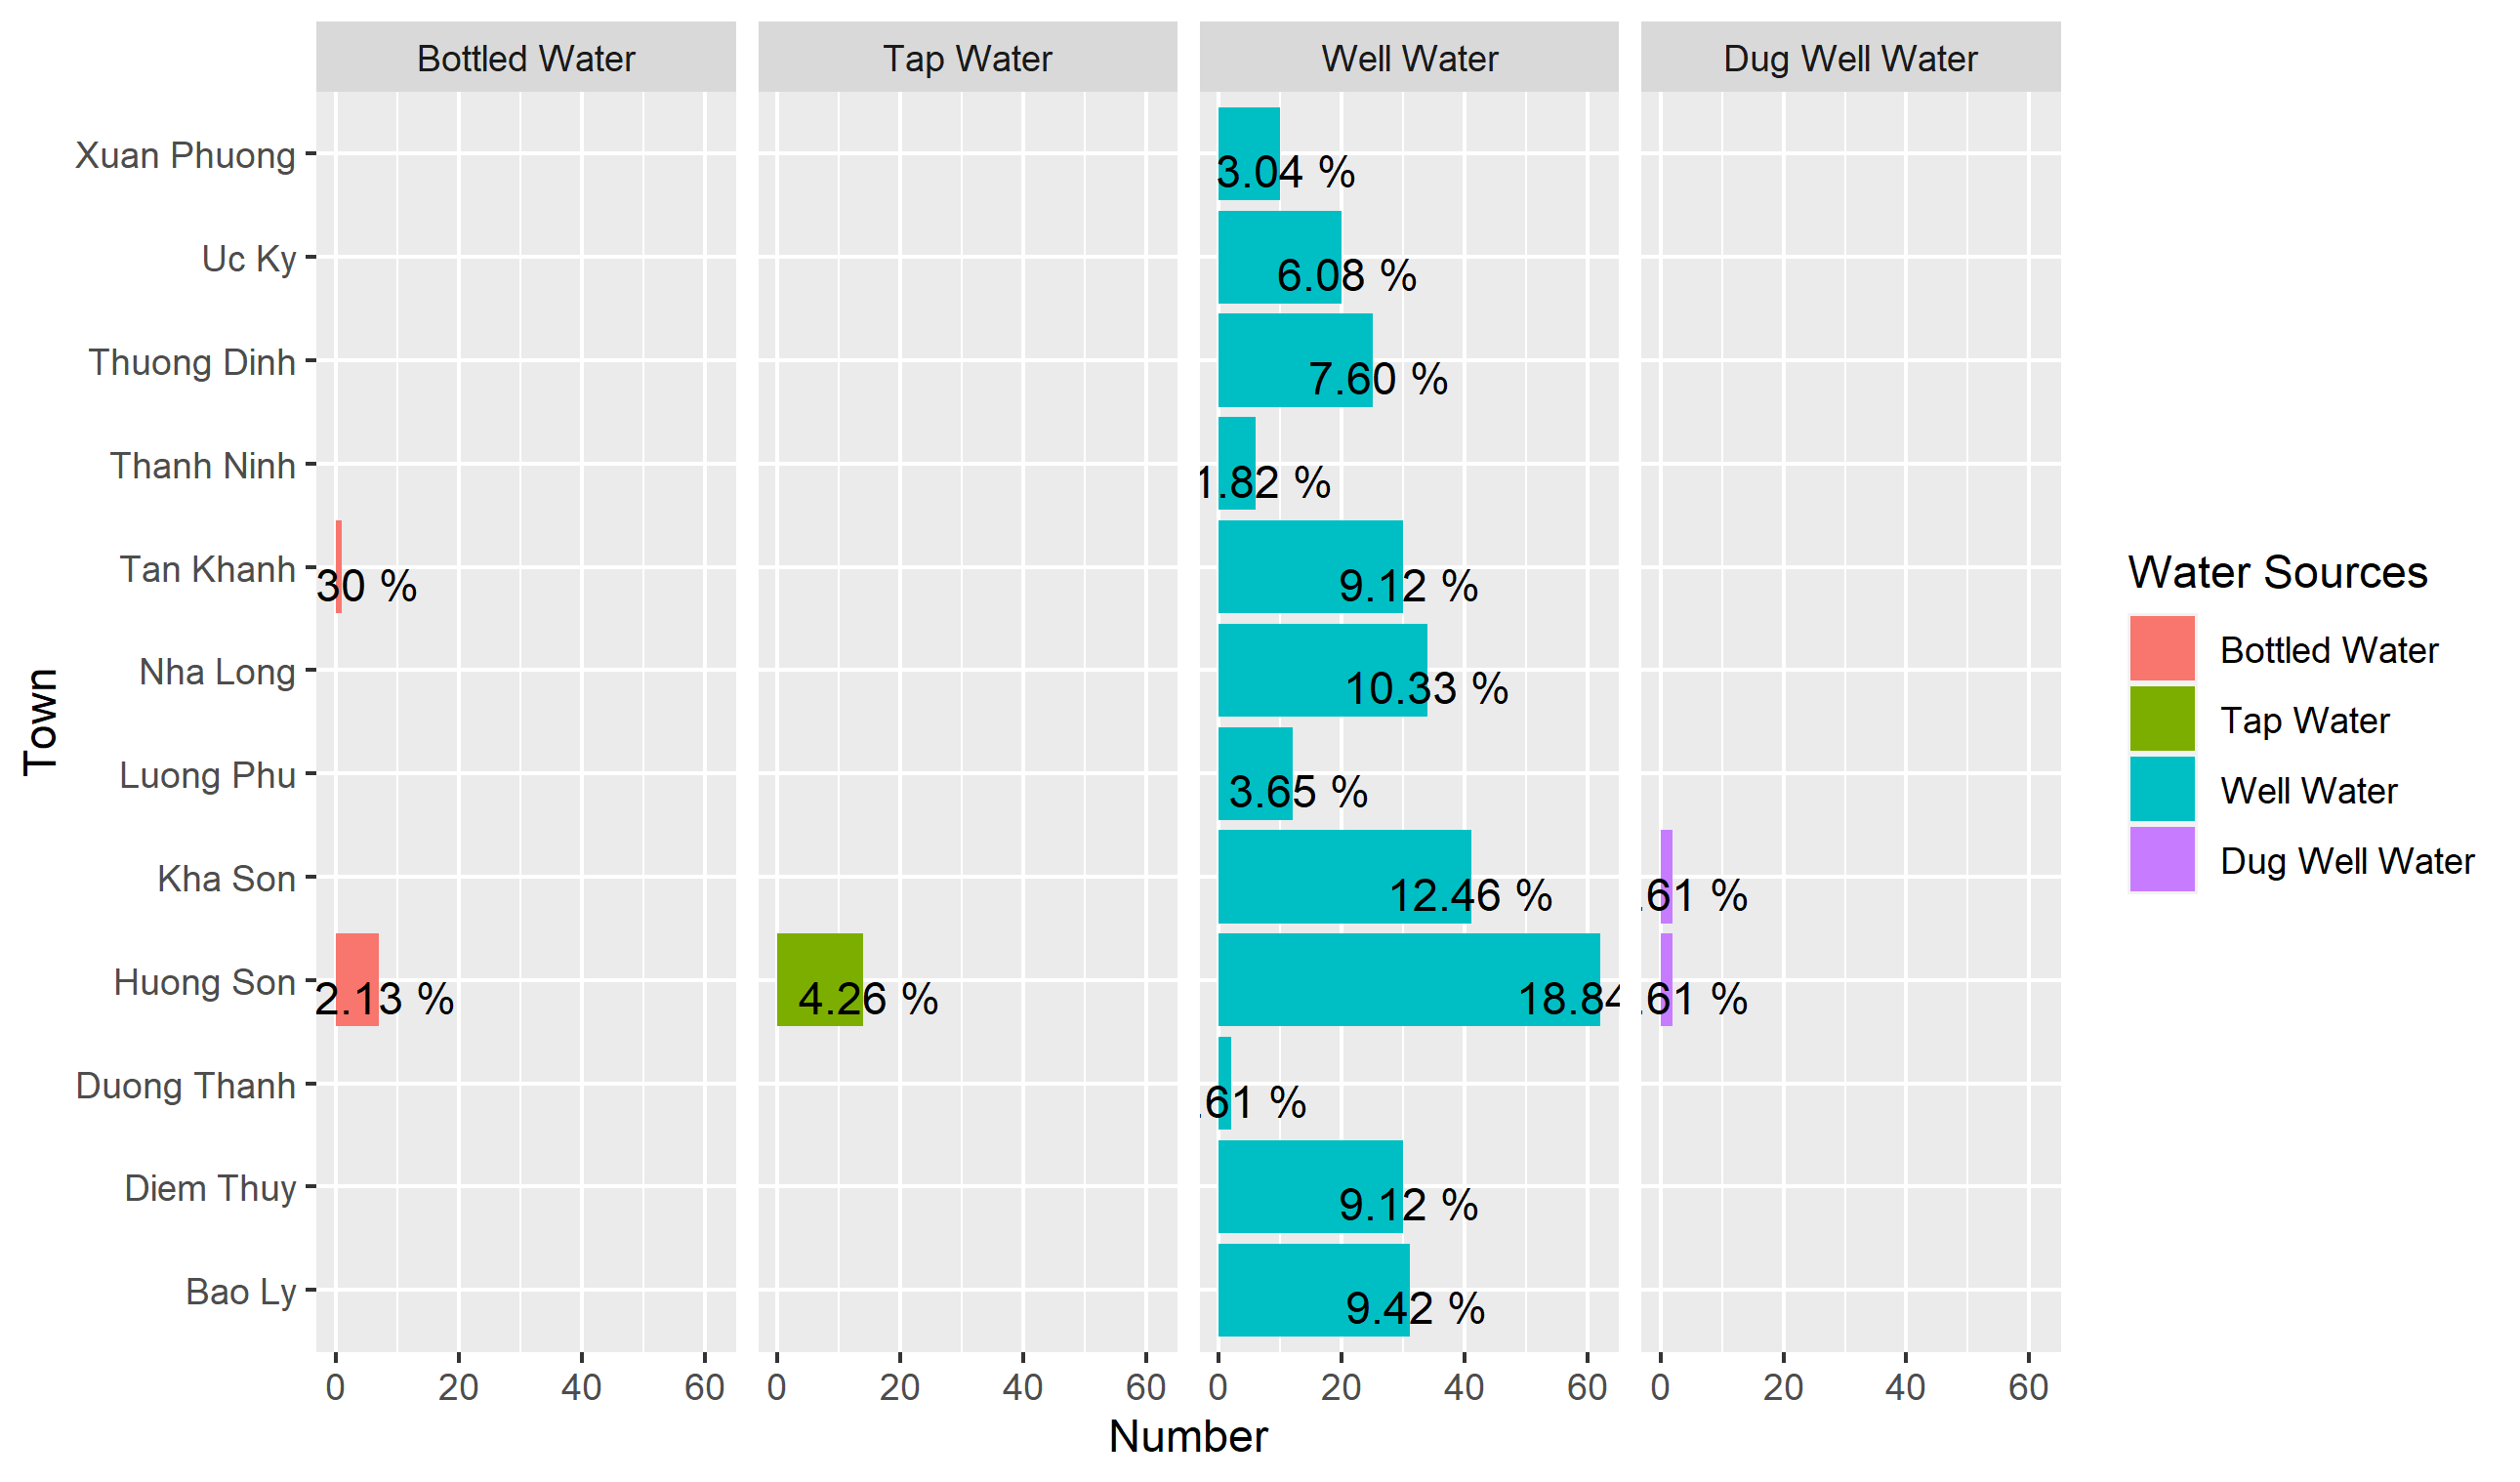 Bottled Water Tap Water Well Water Dug Well Water
Xuan Phuong 3.04 %
Uc Ky 6.08 %
Thuong Dinh 7.60 %
Thanh Ninh 1.82 %
Tan Khanh 30 % 9.12 %
Nha Long 10.33 %
Luong Phu 3.65 %
Kha Son 12.46 % .61 %
Huong Son 2.13 % 4.26 % 18.84 .61 %
Duong Thanh .61 %
Diem Thuy 9.12 %
Bao Ly 9.42 %
0 20 40 60 0 20 40 60 0 20 40 60 0 20 40 60
Number
Town
Water Sources
Bottled Water
Tap Water
Well Water
Dug Well Water